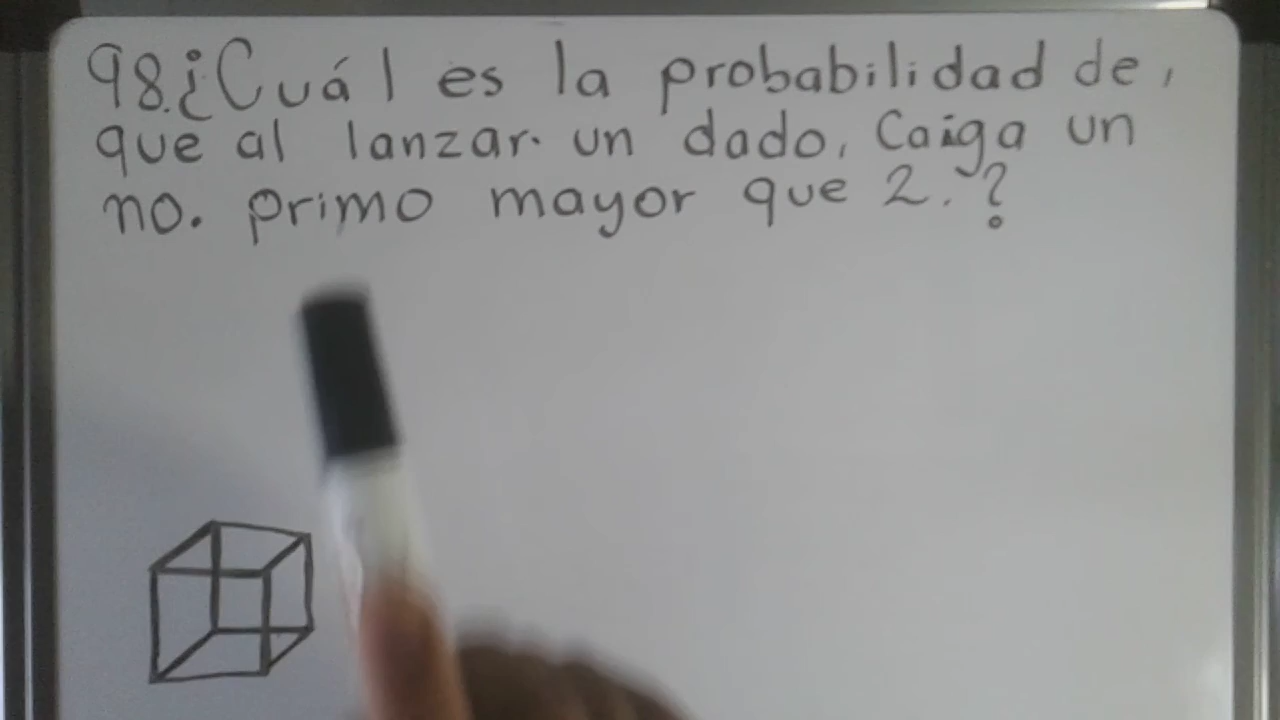 98.¿Cuál es la probabilidad de,
que al lanzar. un dado, Caiga un
no. primo mayor que 2.?